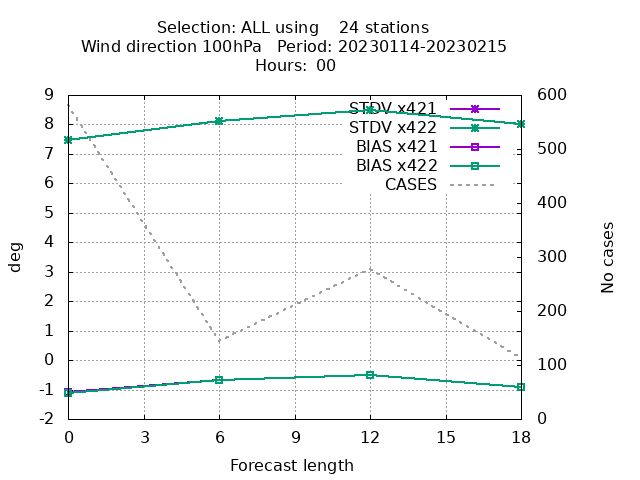 Selection: ALL using    24 stations
Wind direction 100hPa   Period: 20230114-20230215
Hours:  00
9
8
7
6
5
4
3
2
1
0
-1
-2
deg
STDV x421
STDV x422
BIAS x421
BIAS x422
CASES
600
500
400
300
200
100
0
No cases
0 3 6 9 12 15 18
Forecast length